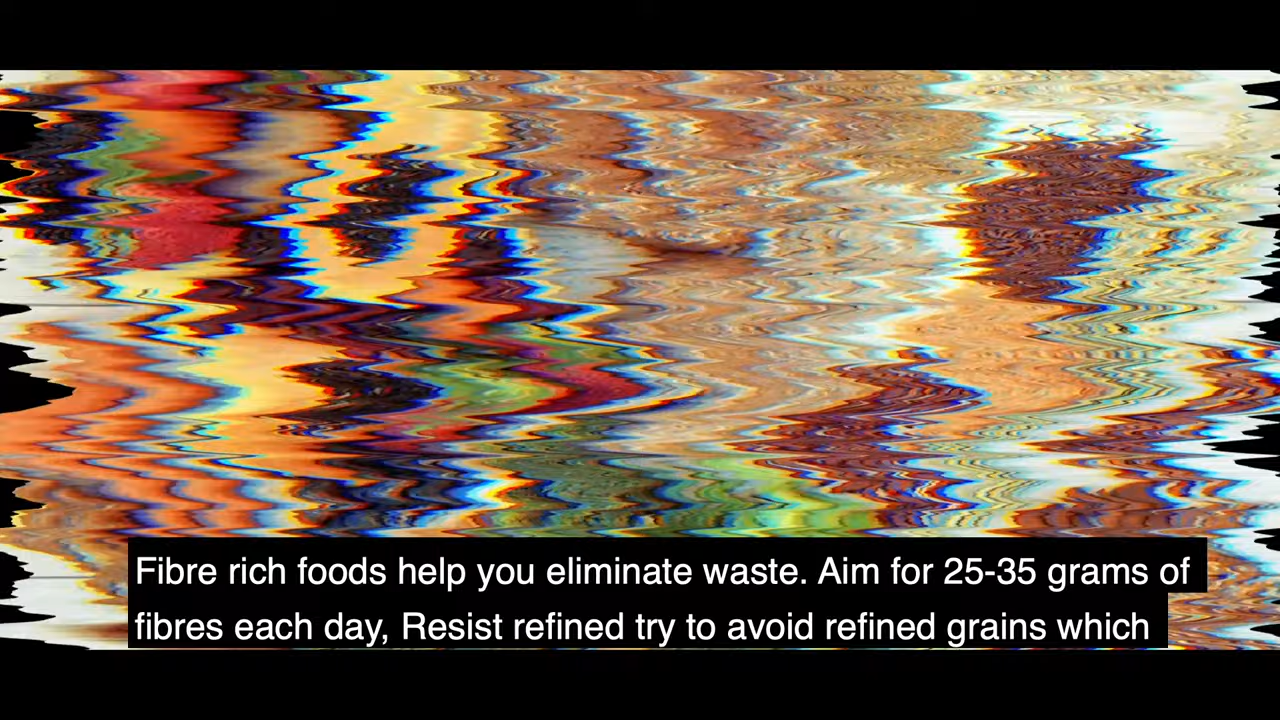 Fibre rich foods help you eliminate waste. Aim for 25-35 grams of
fibres each day, Resist refined try to avoid refined grains which